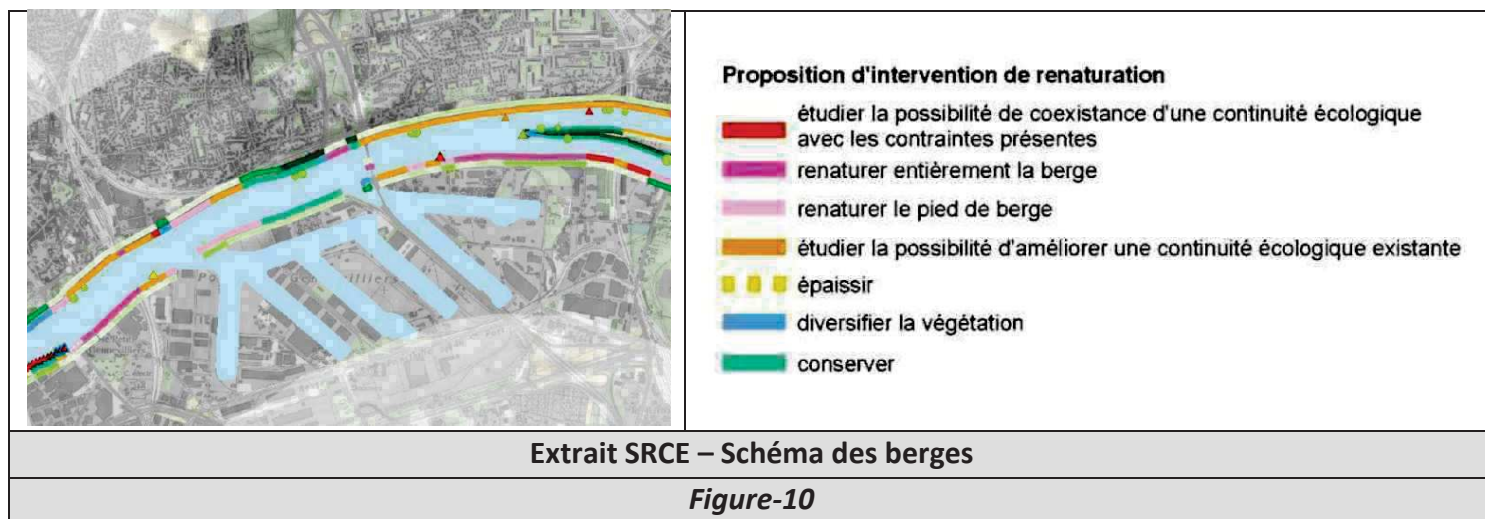 Proposition d'intervention de renaturation
étudier la possibilité de coexistance d'une continuité écologique
avec les contraintes présentes
renaturer entièrement la berge
renaturer le pied de berge
étudier la possibilité d'améliorer une continuité écologique existante
épaissir
diversifier la végétation
conserver
Extrait SRCE – Schéma des berges
Figure-10